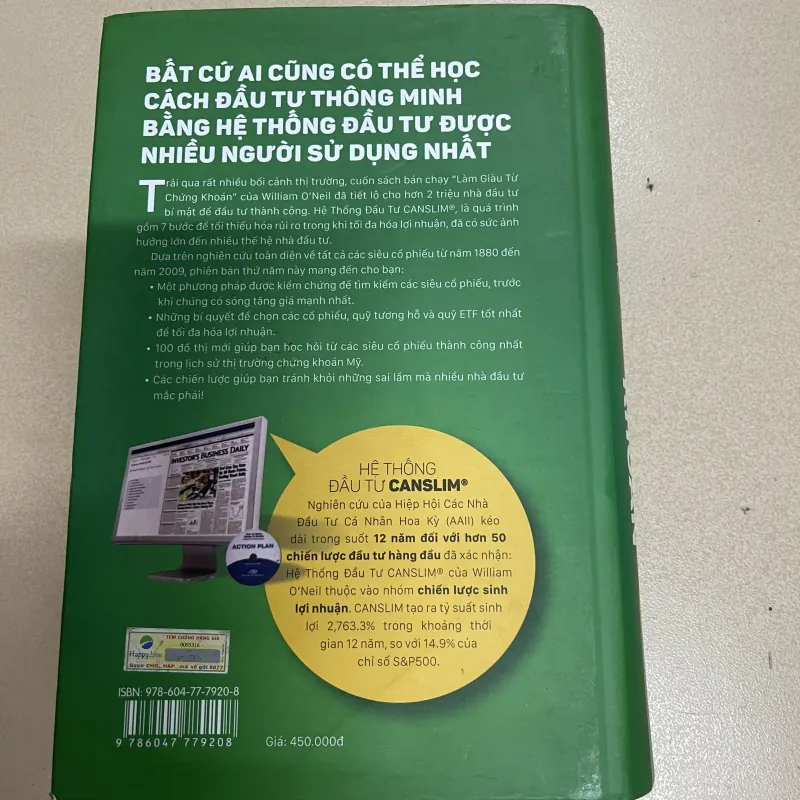 BẤT CỨ AI CŨNG CÓ THỂ HỌC
CÁCH ĐẦU TƯ THÔNG MINH
BẰNG HỆ THỐNG ĐẦU TƯ ĐƯỢC
NHIỀU NGƯỜI SỬ DỤNG NHẤT
Trải qua rất nhiều bối cảnh thị trường, cuốn sách bán chạy “Làm Giàu Từ
Chứng Khoán” của William O’Neil đã tiết lộ cho hơn 2 triệu nhà đầu tư
bí mật để đầu tư thành công. Hệ Thống Đầu Tư CANSLIM®, là quá trình
gồm 7 bước để tối thiểu hóa rủi ro trong khi tối đa hóa lợi nhuận, đã có sức ảnh
hưởng lớn đến nhiều thế hệ nhà đầu tư.
Dựa trên nghiên cứu toàn diện về tất cả các siêu cổ phiếu từ năm 1880 đến
năm 2009, phiên bản thứ năm này mang đến cho bạn:
• Một phương pháp được kiểm chứng để tìm kiếm các siêu cổ phiếu, trước
khi chúng có sóng tăng giá mạnh nhất.
• Những bí quyết để chọn các cổ phiếu, quỹ tương hỗ và quỹ ETF tốt nhất
để tối đa hóa lợi nhuận.
• 100 đồ thị mới giúp bạn học hỏi từ các siêu cổ phiếu thành công nhất
trong lịch sử thị trường chứng khoán Mỹ.
• Các chiến lược giúp bạn tránh khỏi những sai lầm mà nhiều nhà đầu tư
mắc phải!
INVESTOR'S BUSINESS DAILY
ACTION PLAN
HỆ THỐNG
ĐẦU TƯ CANSLIM®
Nghiên cứu của Hiệp Hội Các Nhà
Đầu Tư Cá Nhân Hoa Kỳ (AAII) kéo
dài trong suốt 12 năm đối với hơn 50
chiến lược đầu tư hàng đầu đã xác nhận:
Hệ Thống Đầu Tư CANSLIM® của William
O’Neil thuộc vào nhóm chiến lược sinh
lợi nhuận. CANSLIM tạo ra tỷ suất sinh
lợi 2,763.3% trong khoảng thời
gian 12 năm, so với 14.9% của
chỉ số S&P500.
TEM CHỐNG HÀNG GIẢ
0095316
Happy
ISBN: 978-604-77-7920-8
9 786047 779208
Giá: 450.000đ